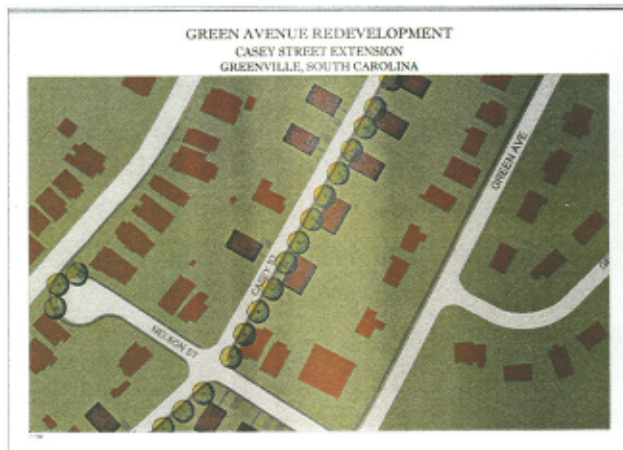 GREEN AVENUE REDEVELOPMENT
CASEY STREET EXTENSION
GREENVILLE, SOUTH CAROLINA
GREEN AVE
CASEY ST
NELSON ST